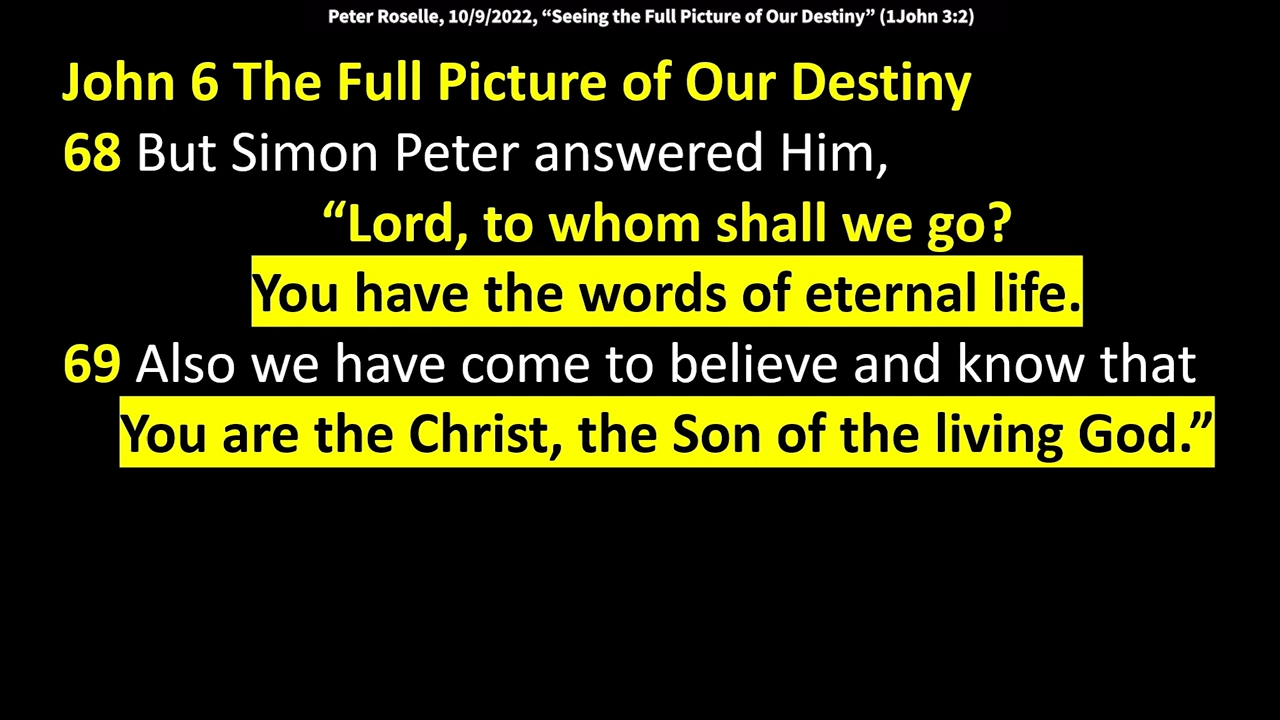 Peter Roselle, 10/9/2022, “Seeing the Full Picture of Our Destiny” (1John 3:2)
John 6 The Full Picture of Our Destiny
68 But Simon Peter answered Him,
“Lord, to whom shall we go?
You have the words of eternal life.
69 Also we have come to believe and know that
You are the Christ, the Son of the living God.”